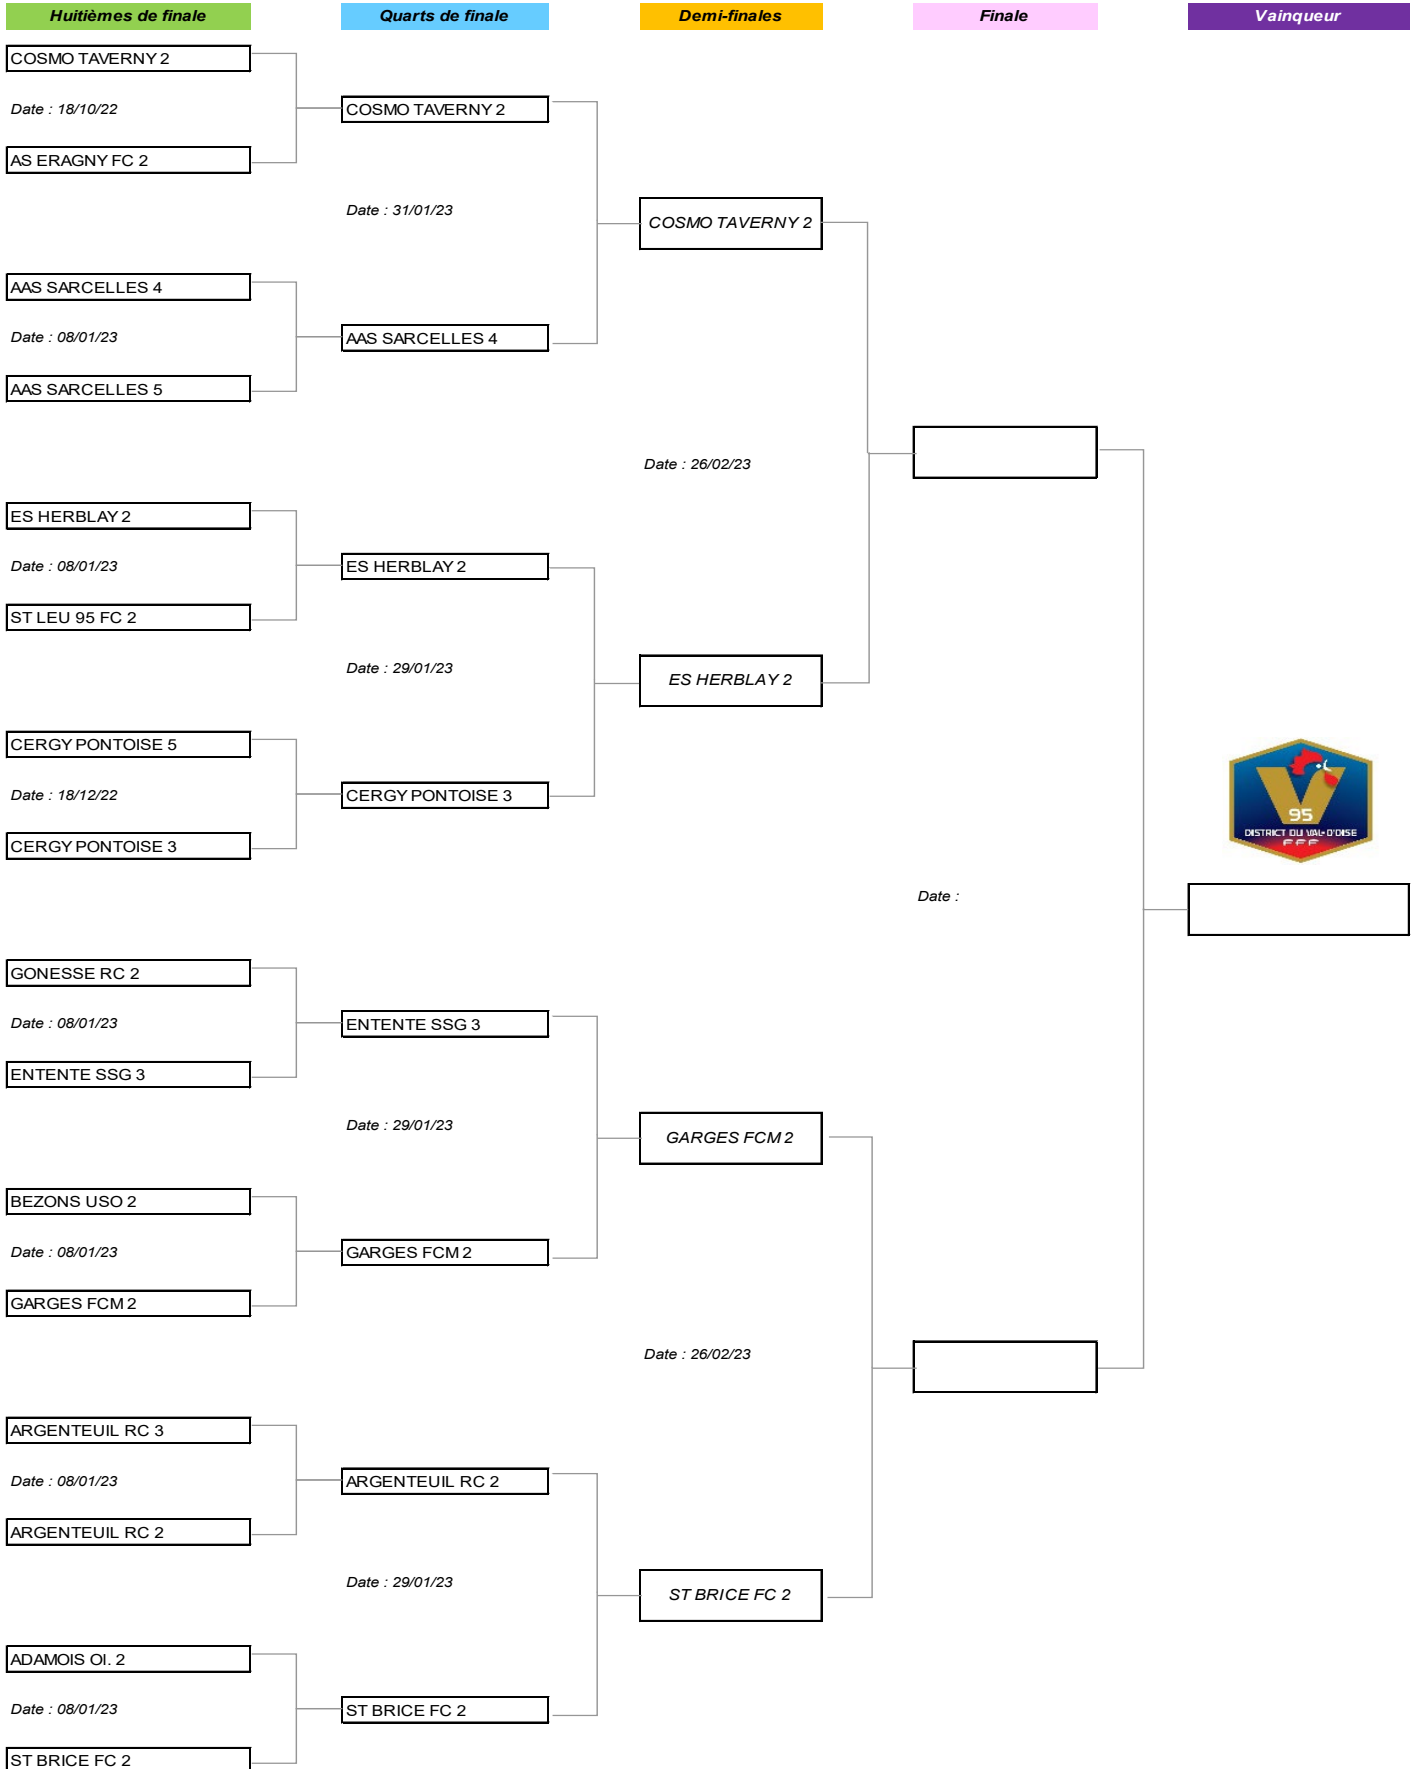 Huitièmes de finale
Quarts de finale
Demi-finales
Finale
Vainqueur
COSMO TAVERNY 2
Date : 18/10/22
COSMO TAVERNY 2
AS ERAGNY FC 2
Date : 31/01/23
COSMO TAVERNY 2
AAS SARCELLES 4
Date : 08/01/23
AAS SARCELLES 4
AAS SARCELLES 5
Date : 26/02/23
ES HERBLAY 2
Date : 08/01/23
ES HERBLAY 2
ST LEU 95 FC 2
Date : 29/01/23
ES HERBLAY 2
CERGY PONTOISE 5
Date : 18/12/22
CERGY PONTOISE 3
CERGY PONTOISE 3
95
DISTRICT DU VAL-D'OISE
FFF
Date :
GONESSE RC 2
Date : 08/01/23
ENTENTE SSG 3
ENTENTE SSG 3
Date : 29/01/23
GARGES FCM 2
BEZONS USO 2
Date : 08/01/23
GARGES FCM 2
GARGES FCM 2
Date : 26/02/23
ARGENTEUIL RC 3
Date : 08/01/23
ARGENTEUIL RC 2
ARGENTEUIL RC 2
Date : 29/01/23
ST BRICE FC 2
ADAMOIS Ol. 2
Date : 08/01/23
ST BRICE FC 2
ST BRICE FC 2